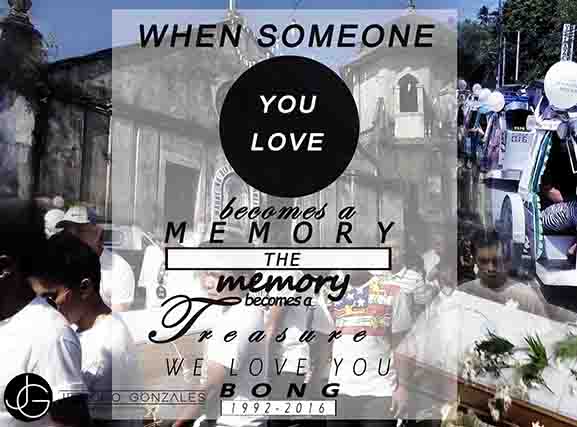 WHEN SOMEONE
YOU
LOVE
becomes a
MEMORY
THE
memory
becomes a
Treasure
WE LOVE YOU
BONG
1992-2016
JG
GONZALES